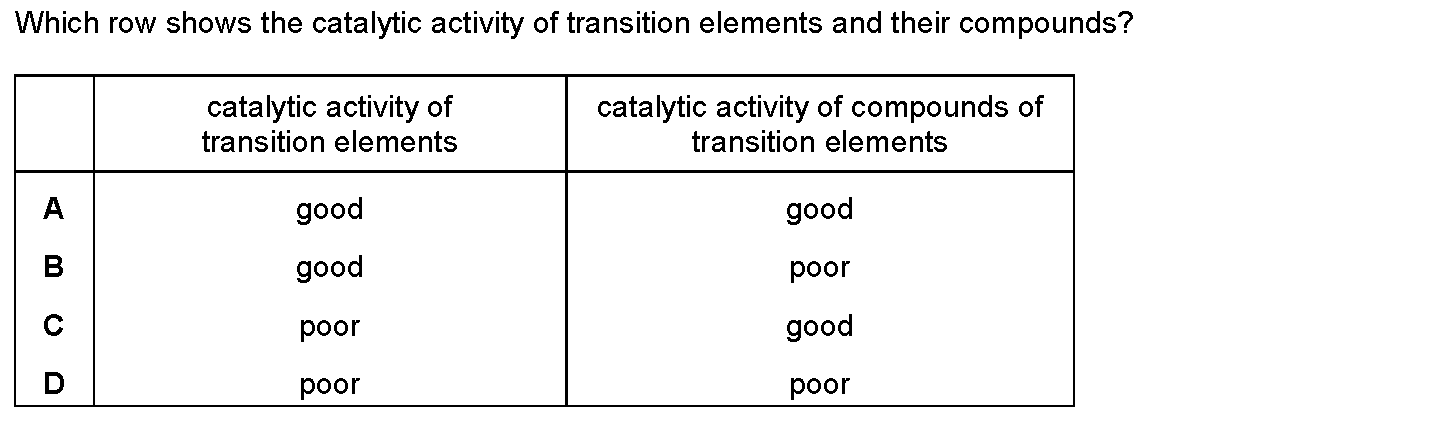 Which row shows the catalytic activity of transition elements and their compounds?
catalytic activity of
transition elements
catalytic activity of compounds of
transition elements
A good good
B good poor
C poor good
D poor poor